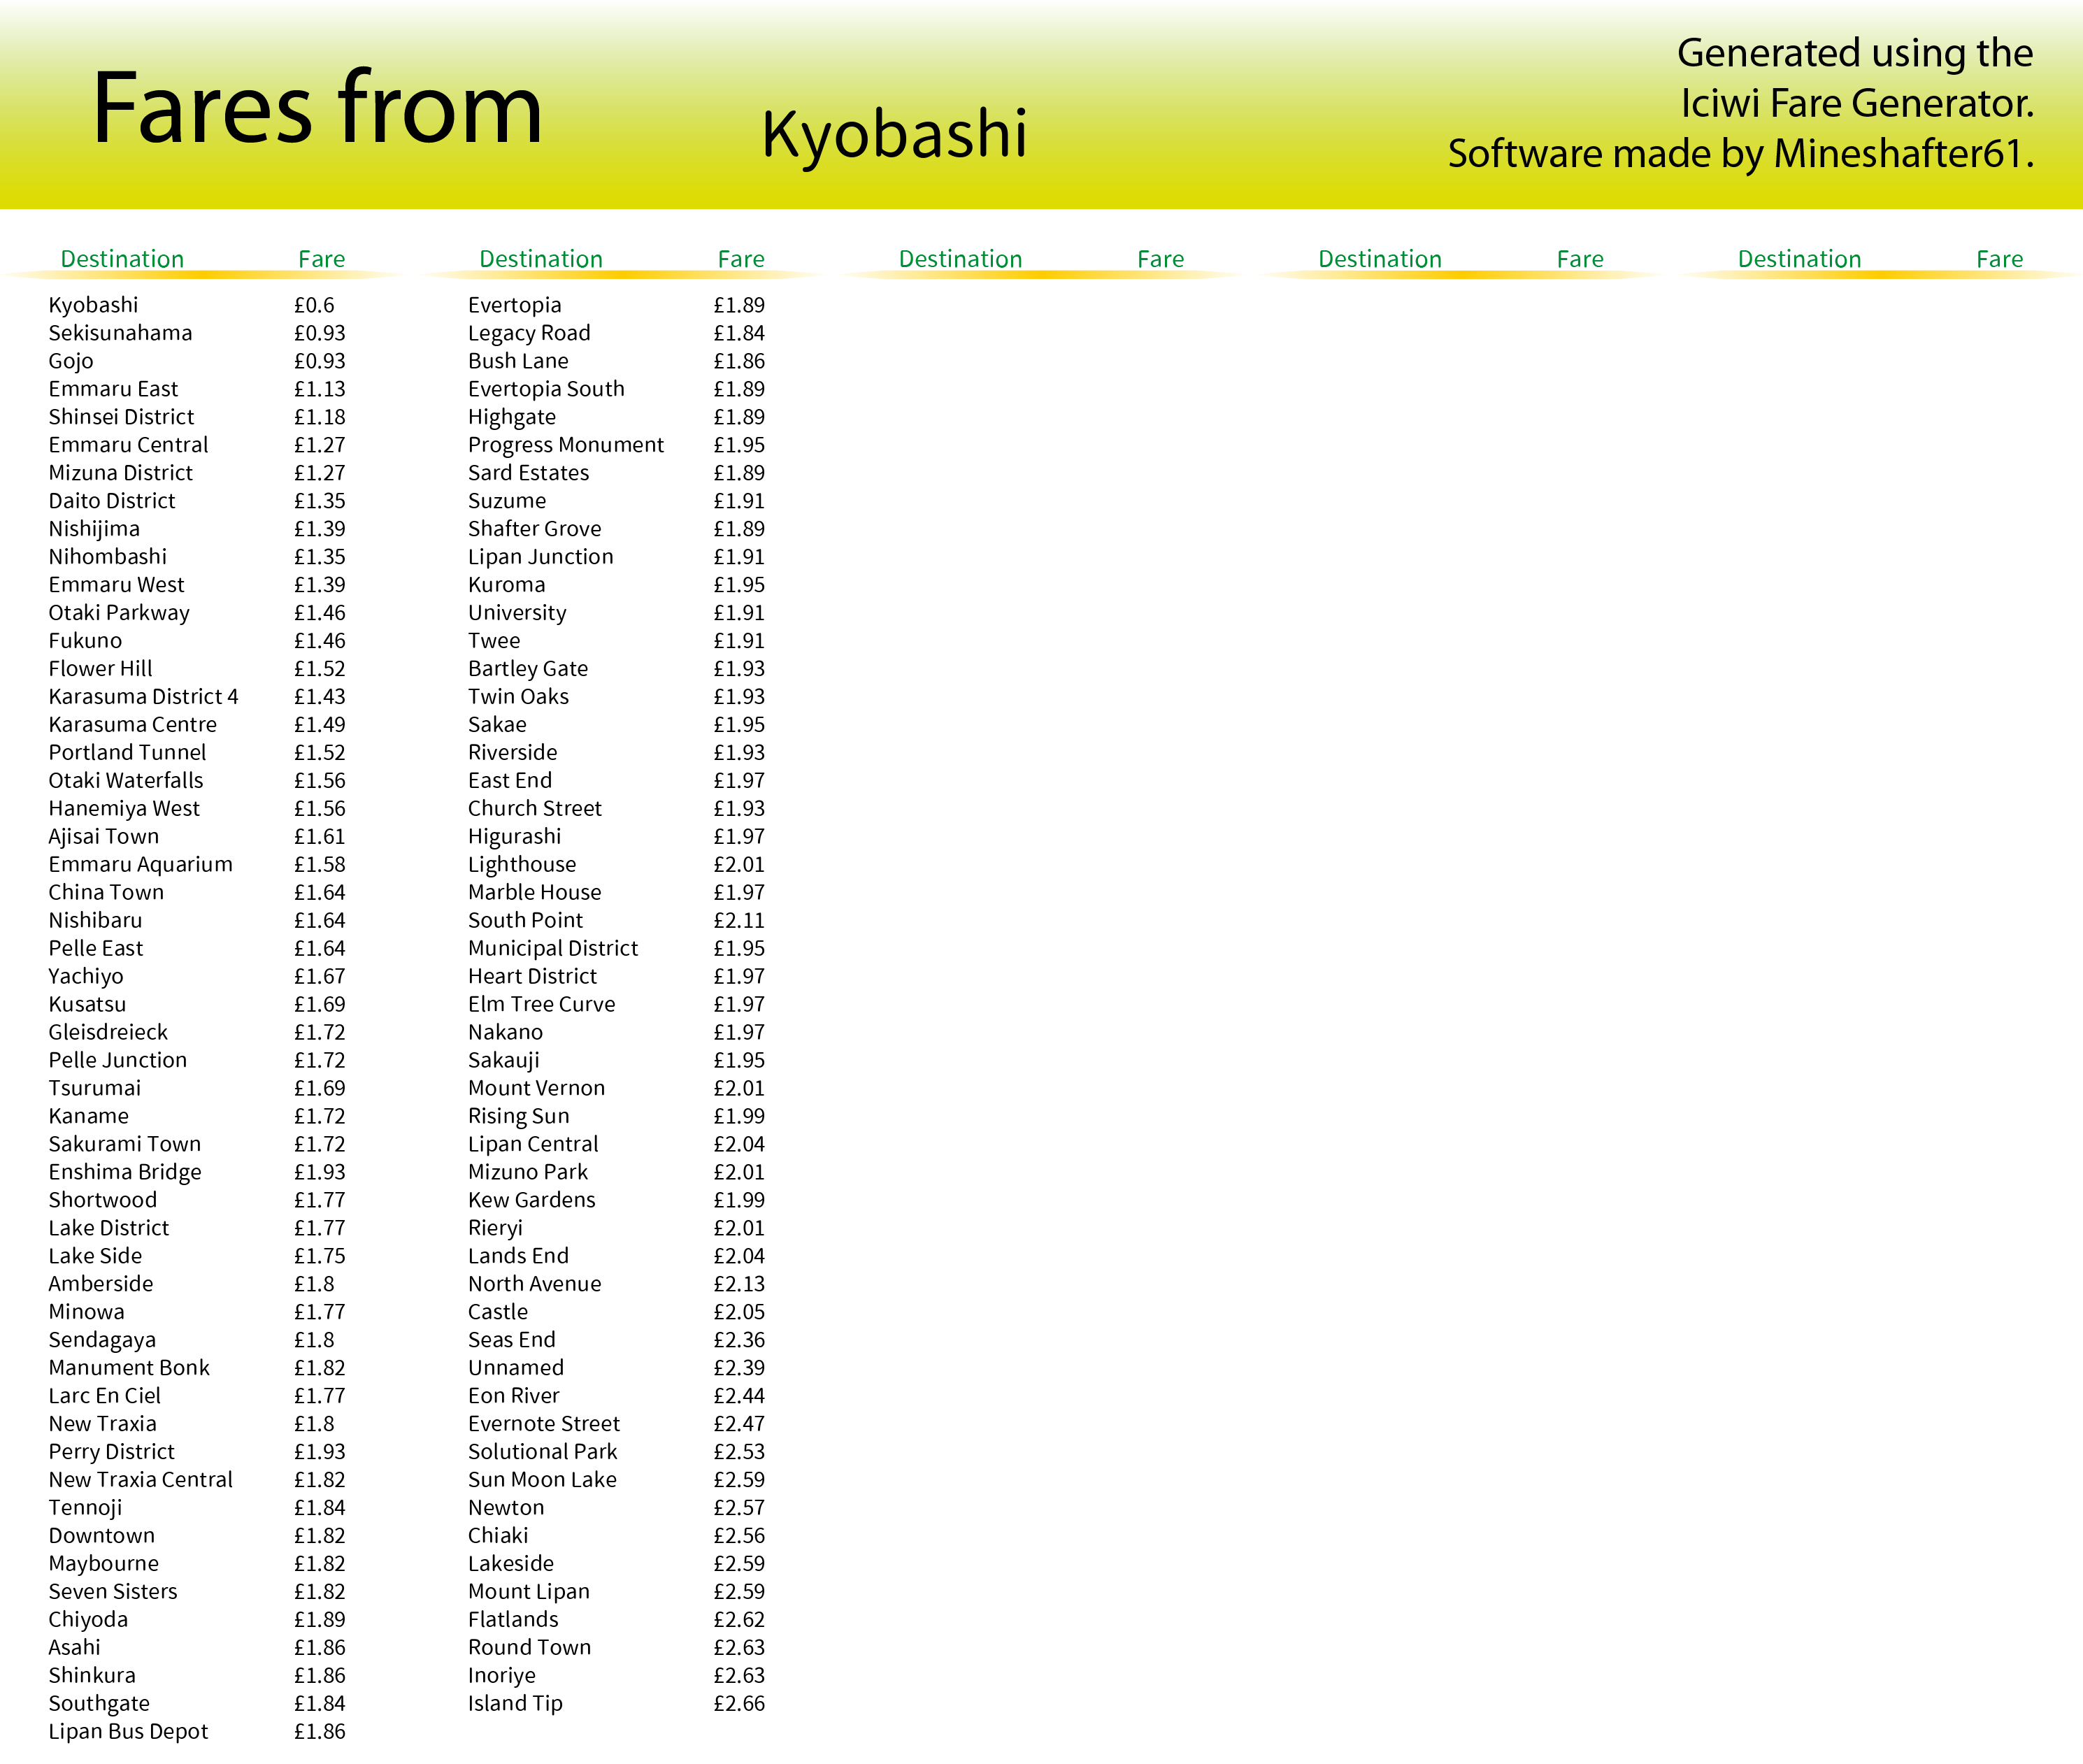 Fares from
Kyobashi
Generated using the
Iciwi Fare Generator.
Software made by Mineshafter61.
Destination Fare Destination Fare Destination Fare Destination Fare Destination Fare
Kyobashi £0.6
Sekisunahama £0.93
Gojo £0.93
Emmaru East £1.13
Shinsei District £1.18
Emmaru Central £1.27
Mizuna District £1.27
Daito District £1.35
Nishijima £1.39
Nihombashi £1.35
Emmaru West £1.39
Otaki Parkway £1.46
Fukuno £1.46
Flower Hill £1.52
Karasuma District 4 £1.43
Karasuma Centre £1.49
Portland Tunnel £1.52
Otaki Waterfalls £1.56
Hanemiya West £1.56
Ajisai Town £1.61
Emmaru Aquarium £1.58
China Town £1.64
Nishibaru £1.64
Pelle East £1.64
Yachiyo £1.67
Kusatsu £1.69
Gleisdreieck £1.72
Pelle Junction £1.72
Tsurumai £1.69
Kaname £1.72
Sakurami Town £1.72
Enshima Bridge £1.93
Shortwood £1.77
Lake District £1.77
Lake Side £1.75
Amberside £1.8
Minowa £1.77
Sendagaya £1.8
Manument Bonk £1.82
Larc En Ciel £1.77
New Traxia £1.8
Perry District £1.93
New Traxia Central £1.82
Tennoji £1.84
Downtown £1.82
Maybourne £1.82
Seven Sisters £1.82
Chiyoda £1.89
Asahi £1.86
Shinkura £1.86
Southgate £1.84
Lipan Bus Depot £1.86
Evertopia £1.89
Legacy Road £1.84
Bush Lane £1.86
Evertopia South £1.89
Highgate £1.89
Progress Monument £1.95
Sard Estates £1.89
Suzume £1.91
Shafter Grove £1.89
Lipan Junction £1.91
Kuroma £1.95
University £1.91
Twee £1.91
Bartley Gate £1.93
Twin Oaks £1.93
Sakae £1.95
Riverside £1.93
East End £1.97
Church Street £1.93
Higurashi £1.97
Lighthouse £2.01
Marble House £1.97
South Point £2.11
Municipal District £1.95
Heart District £1.97
Elm Tree Curve £1.97
Nakano £1.97
Sakauji £1.95
Mount Vernon £2.01
Rising Sun £1.99
Lipan Central £2.04
Mizuno Park £2.01
Kew Gardens £1.99
Rieryi £2.01
Lands End £2.04
North Avenue £2.13
Castle £2.05
Seas End £2.36
Unnamed £2.39
Eon River £2.44
Evernote Street £2.47
Solutional Park £2.53
Sun Moon Lake £2.59
Newton £2.57
Chiaki £2.56
Lakeside £2.59
Mount Lipan £2.59
Flatlands £2.62
Round Town £2.63
Inoriye £2.63
Island Tip £2.66